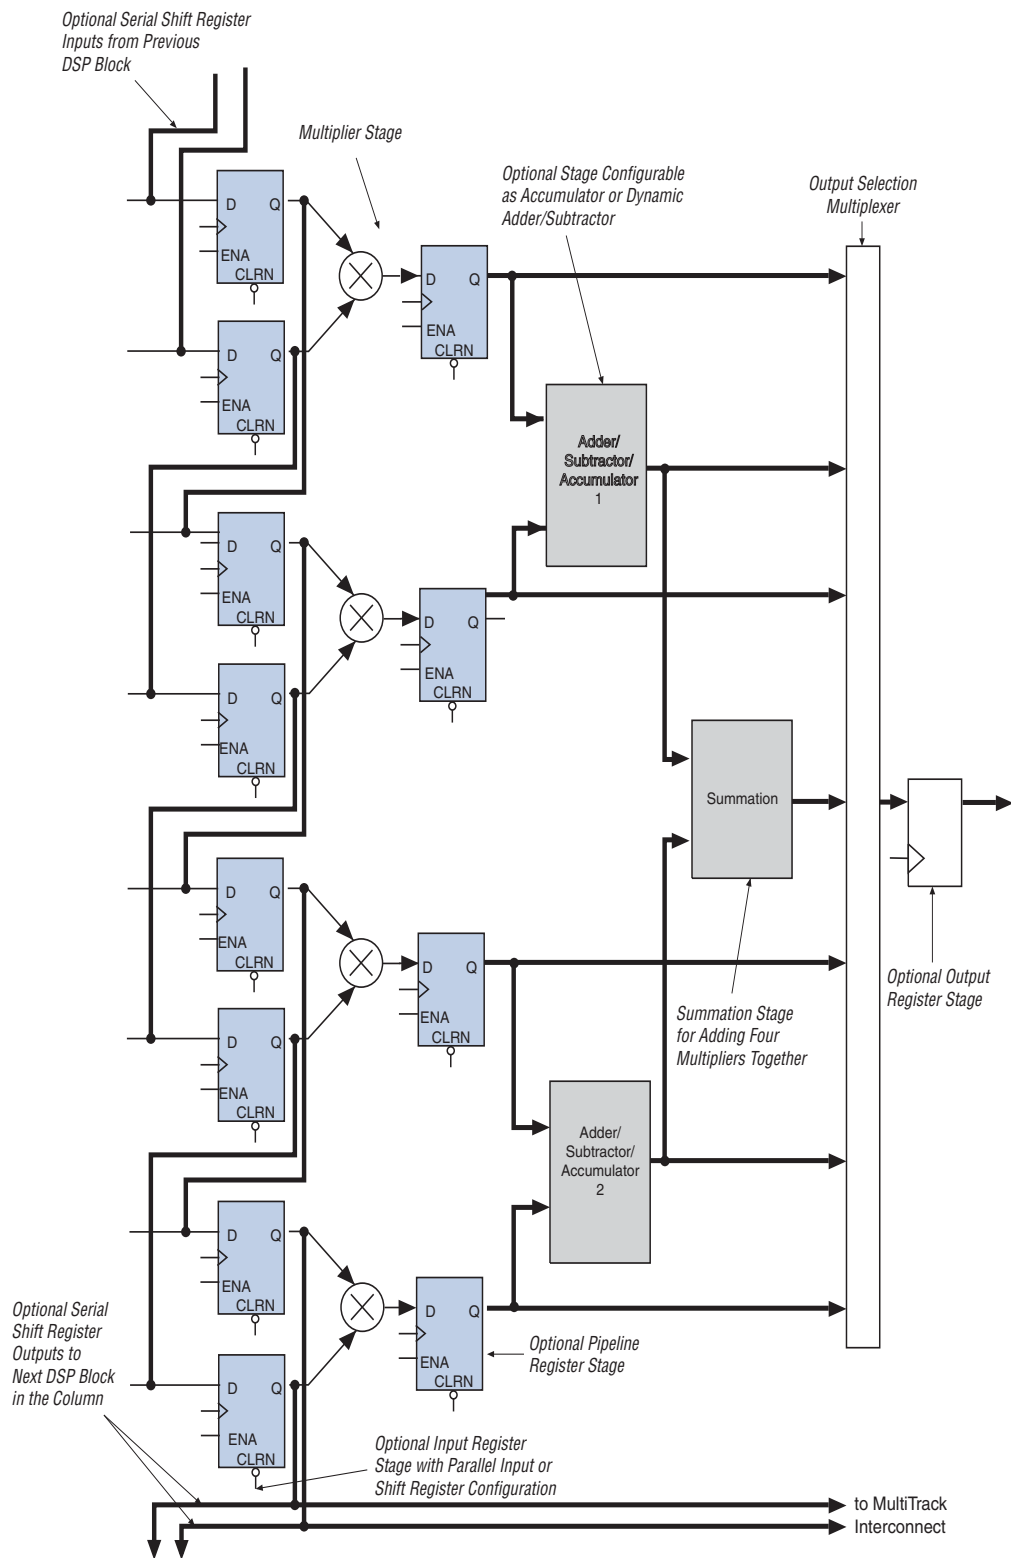 Optional Serial Shift Register
Inputs from Previous
DSP Block
Multiplier Stage
Optional Stage Configurable
as Accumulator or Dynamic
Adder/Subtractor
Output Selection
Multiplexer
D Q
ENA
CLRN
D Q
ENA
CLRN
D Q
ENA
CLRN
Adder/
Subtractor/
Accumulator
1
D Q
ENA
CLRN
D Q
ENA
CLRN
D Q
ENA
CLRN
Summation
D Q
ENA
CLRN
D Q
ENA
CLRN
D Q
ENA
CLRN
Optional Output
Register Stage
Summation Stage
for Adding Four
Multipliers Together
Adder/
Subtractor/
Accumulator
2
D Q
ENA
CLRN
D Q
ENA
CLRN
Optional Pipeline
Register Stage
Optional Serial
Shift Register
Outputs to
Next DSP Block
in the Column
D Q
ENA
CLRN
Optional Input Register
Stage with Parallel Input or
Shift Register Configuration
to MultiTrack
Interconnect